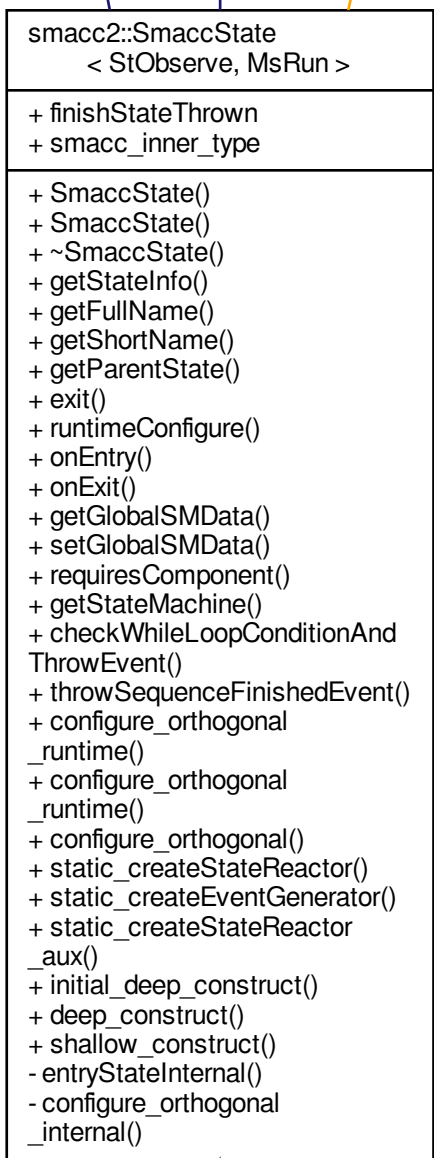 smacc2::SmaccState
< StObserve, MsRun >
+ finishStateThrown
+ smacc_inner_type
+ SmaccState()
+ SmaccState()
+ ~SmaccState()
+ getStateInfo()
+ getFullName()
+ getShortName()
+ getParentState()
+ exit()
+ runtimeConfigure()
+ onEntry()
+ onExit()
+ getGlobalSMData()
+ setGlobalSMData()
+ requiresComponent()
+ getStateMachine()
+ checkWhileLoopConditionAnd
ThrowEvent()
+ throwSequenceFinishedEvent()
+ configure_orthogonal
_runtime()
+ configure_orthogonal
_runtime()
+ configure_orthogonal()
+ static_createStateReactor()
+ static_createEventGenerator()
+ static_createStateReactor
_aux()
+ initial_deep_construct()
+ deep_construct()
+ shallow_construct()
- entryStateInternal()
- configure_orthogonal
_internal()